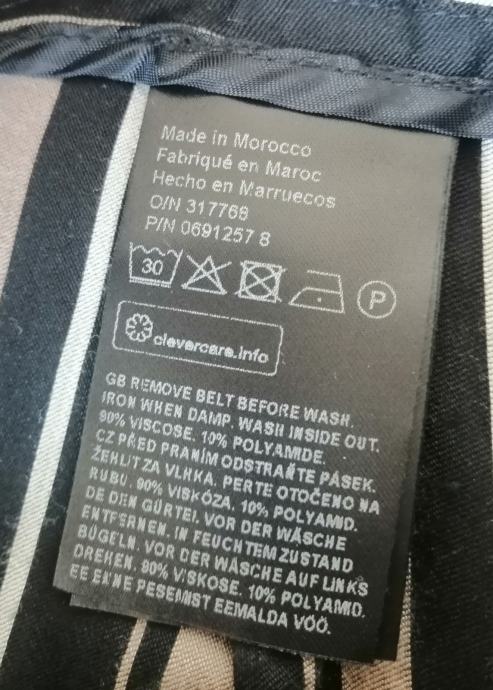 Made in Morocco
Fabriqué en Maroc
Hecho en Marruecos
O/N 317768
P/N 0691257 8
30
P
clevercare.info
GB REMOVE BELT BEFORE WASH.
IRON WHEN DAMP. WASH INSIDE OUT.
90% VISCOSE. 10% POLYAMIDE.
CZ PŘED PRANÍM ODSTRAŇTE PÁSEK.
ŽEHLIT ZA VLHKA. PERTE OTOČENO NA
RUBU. 90% VISKÓZA. 10% POLYAMID.
DE DEN GÜRTEL VOR DER WÄSCHE
ENTFERNEN. IN FEUCHTEM ZUSTAND
BÜGELN. VOR DER WÄSCHE AUF LINKS
DREHEN. 90% VISKOSE. 10% POLYAMID.
EE ENNE PESEMIST EEMALDA VÖÖ.